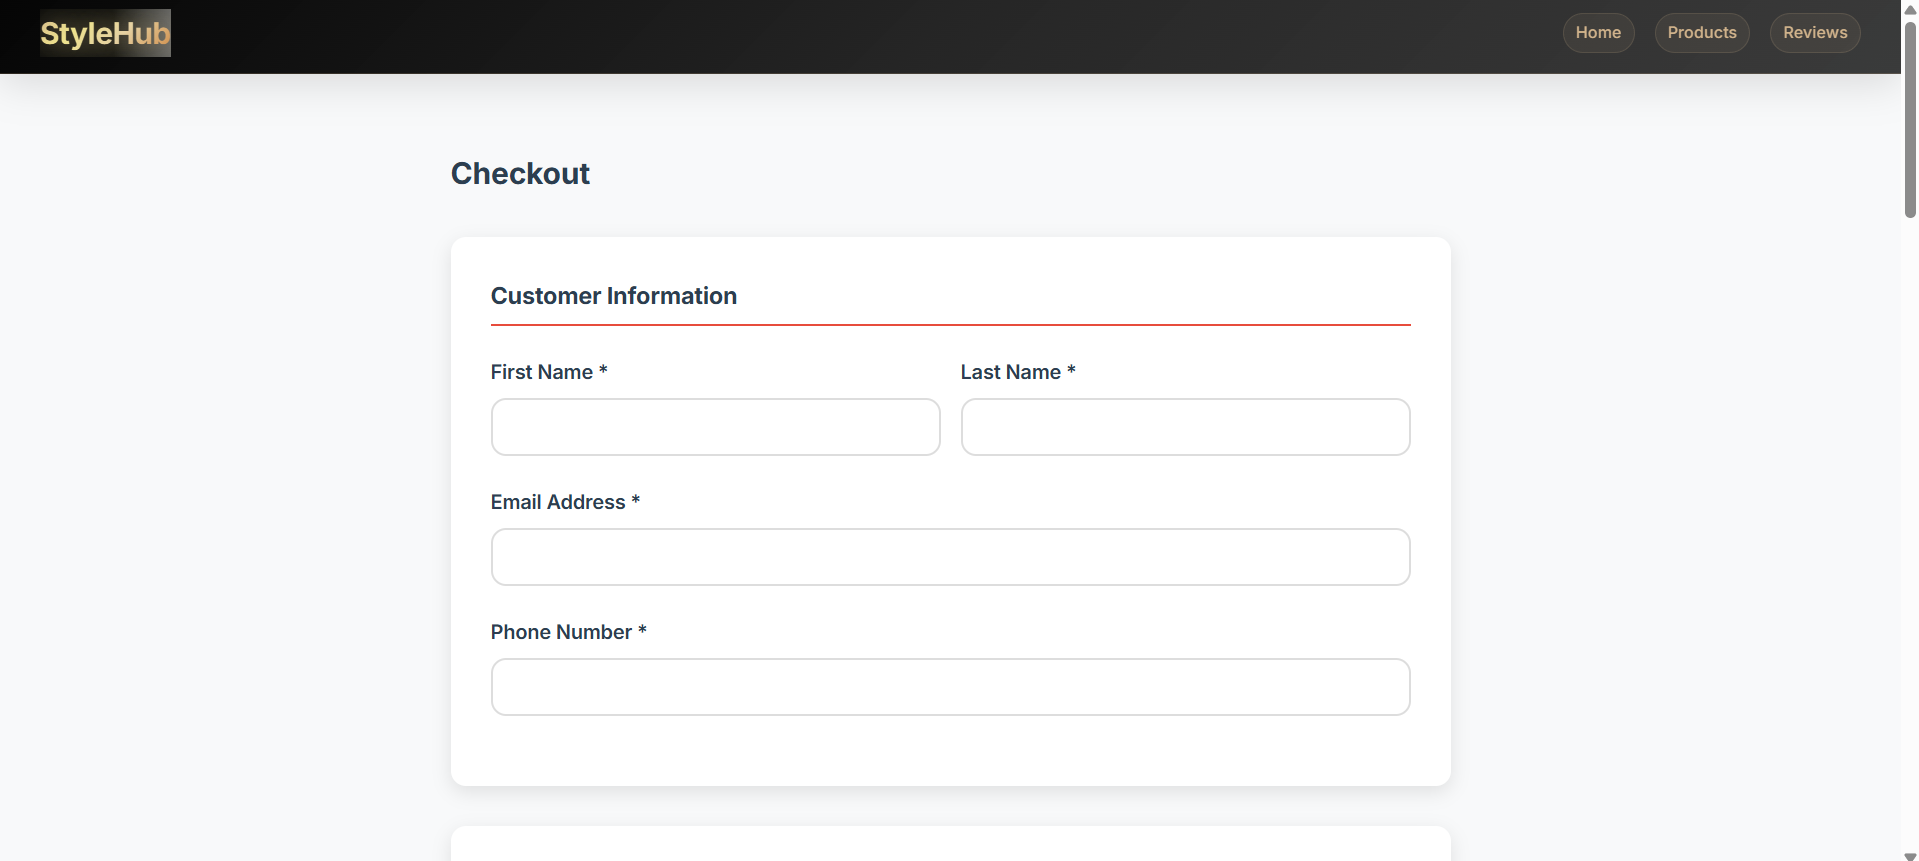 StyleHub
Home Products Reviews
Checkout
Customer Information
First Name * Last Name *
Email Address *
Phone Number *